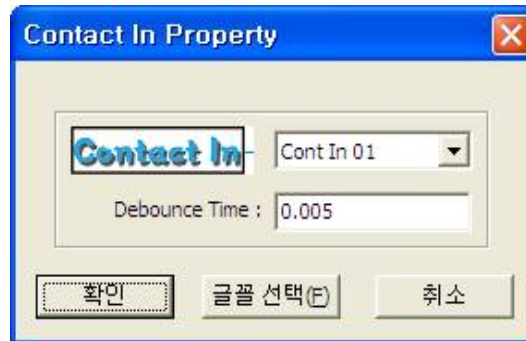 Contact In Property
Contact In
Cont In 01
Debounce Time : 0.005
확인
글꼴 선택(F)
취소